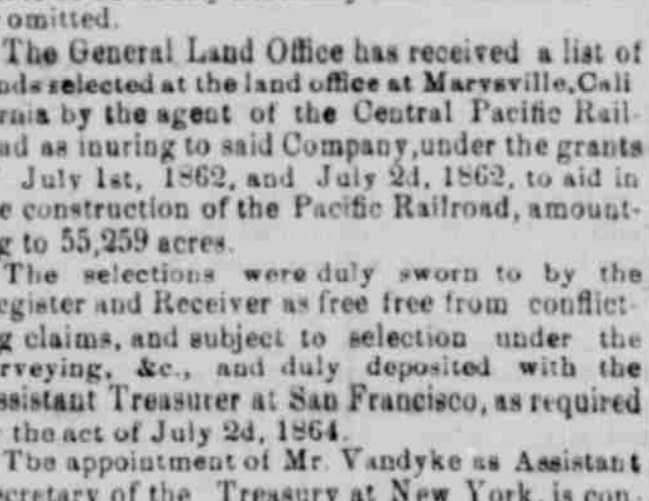 omitted.
The General Land Office has received a list of
nds selected at the land office at Marysville,Cali
rnia by the agent of the Central Pacific Rail-
ad as inuring to said Company,under the grants
July 1st, 1862, and July 2d, 1862, to aid in
e construction of the Pacific Railroad, amount-
g to 55,259 acres.
The selections were duly sworn to by the
egister and Receiver as free free from conflict-
g claims, and subject to selection under the
rveying, &c., and duly deposited with the
ssistant Treasurer at San Francisco, as required
the act of July 2d, 1864.
The appointment of Mr. Vandyke as Assistant
cretary of the Treasury at New York is con-